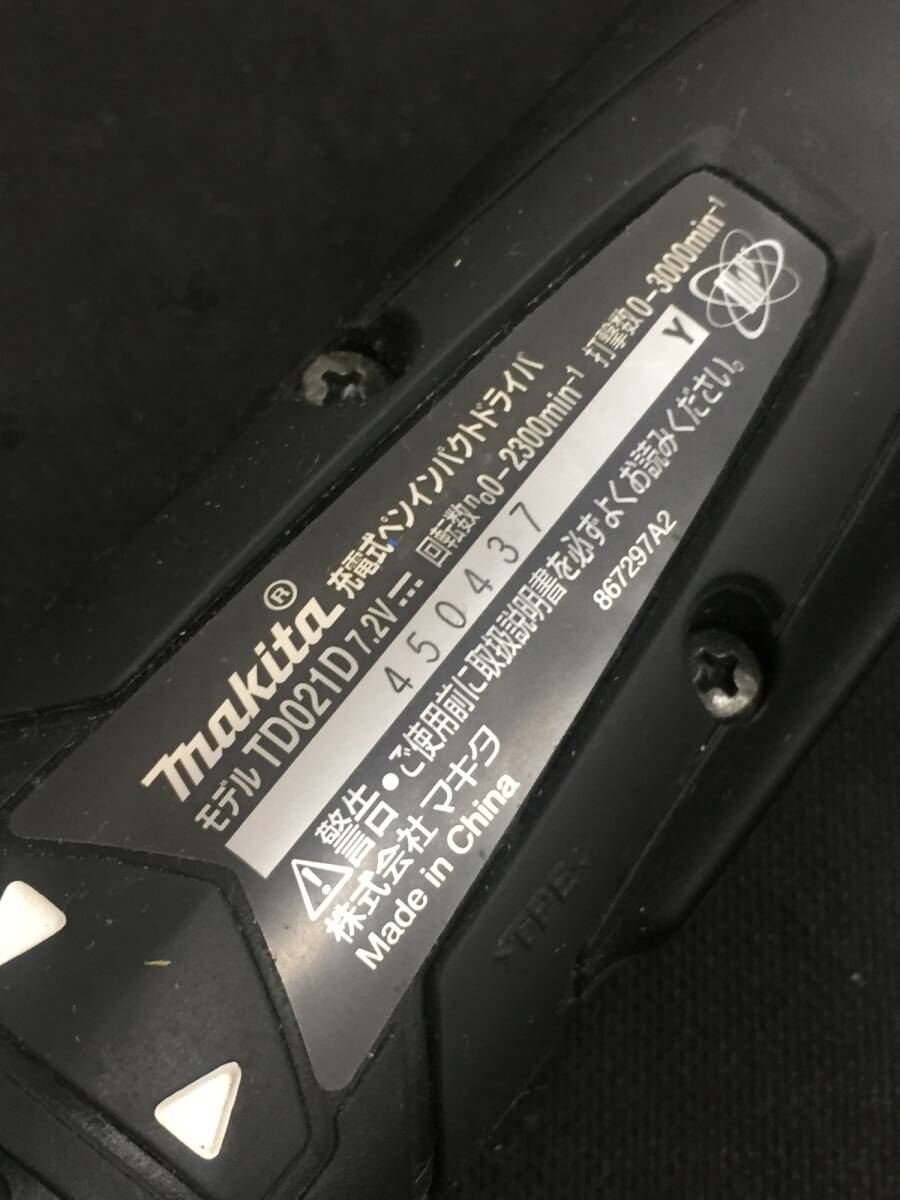 makita® 充電式ペンインパクトドライバ
モデル TD021D 7.2V 回転数n₀0-2300min⁻¹ 打撃数0-3000min⁻¹
450437 Y
警告・ご使用前に取扱説明書を必ずよくお読みください。
株式会社 マキタ 867297A2
Made in China